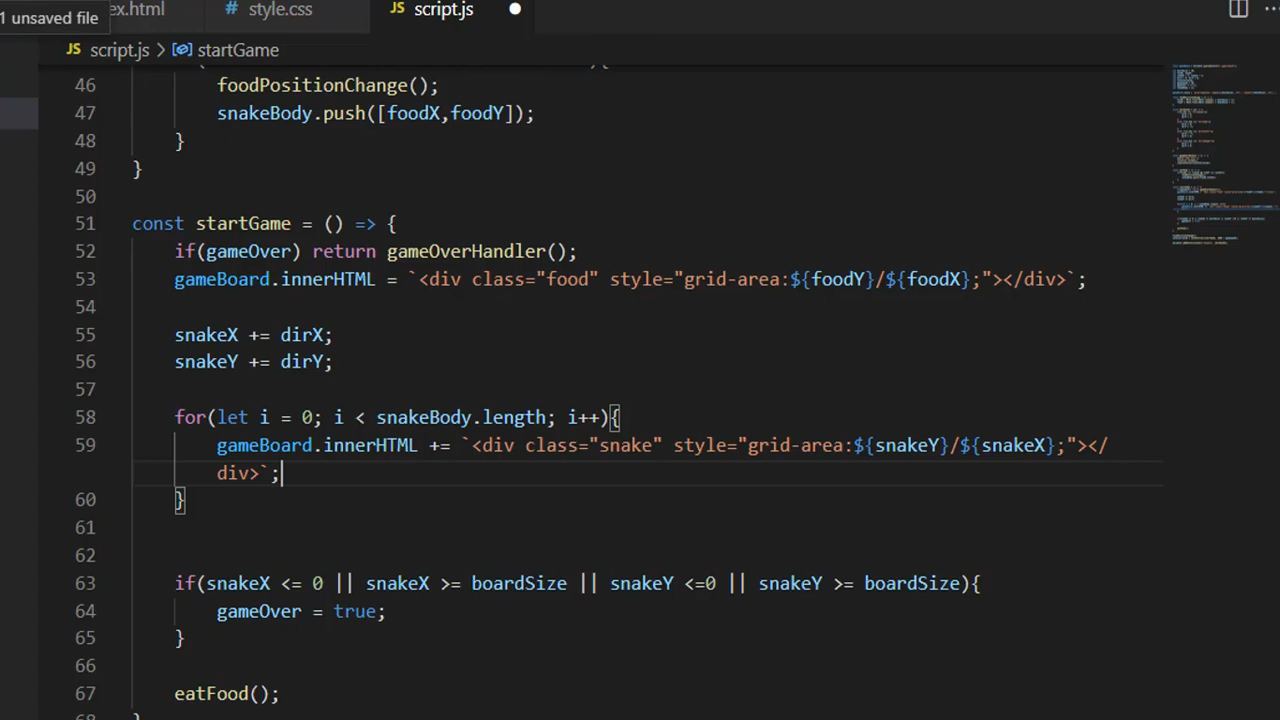 1 unsaved file
ex.html
# style.css
JS script.js
JS script.js > startGame
){
46 foodPositionChange();
47 snakeBody.push([foodX,foodY]);
48 }
49 }
50
51 const startGame = () => {
52 if(gameOver) return gameOverHandler();
53 gameBoard.innerHTML = `<div class="food" style="grid-area:${foodY}/${foodX};"></div>`;
54
55 snakeX += dirX;
56 snakeY += dirY;
57
58 for(let i = 0; i < snakeBody.length; i++){
59 gameBoard.innerHTML += `<div class="snake" style="grid-area:${snakeY}/${snakeX};"></
div>`;
60 }
61
62
63 if(snakeX <= 0 || snakeX >= boardSize || snakeY <=0 || snakeY >= boardSize){
64 gameOver = true;
65 }
66
67 eatFood();
68 }